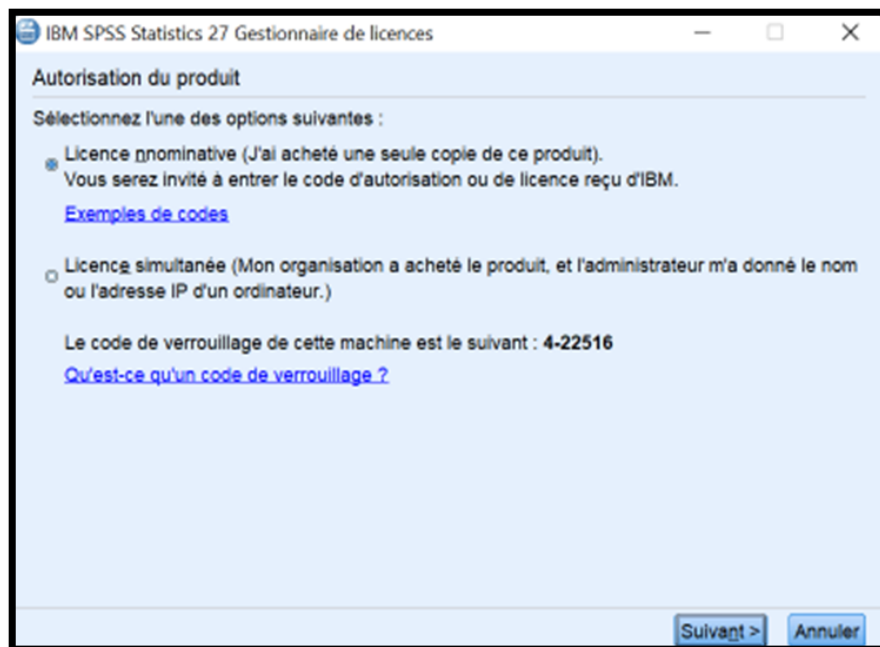 IBM SPSS Statistics 27 Gestionnaire de licences
Autorisation du produit
Sélectionnez l'une des options suivantes :
Licence nnominative (J'ai acheté une seule copie de ce produit).
Vous serez invité à entrer le code d'autorisation ou de licence reçu d'IBM.
Exemples de codes
Licence simultanée (Mon organisation a acheté le produit, et l'administrateur m'a donné le nom
ou l'adresse IP d'un ordinateur.)
Le code de verrouillage de cette machine est le suivant : 4-22516
Qu'est-ce qu'un code de verrouillage ?
Suivant >
Annuler